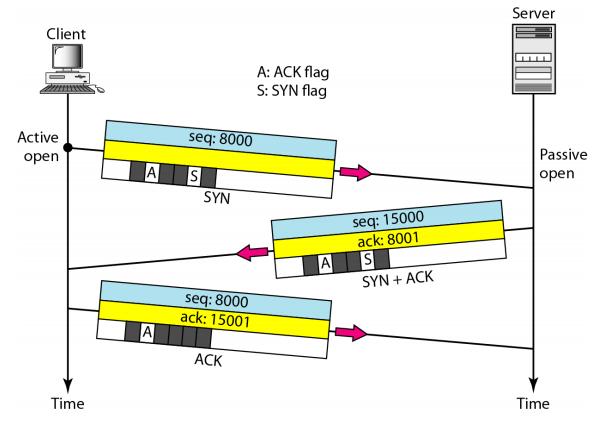 Client
Server
A: ACK flag
S: SYN flag
Active
open
seq: 8000
A S
SYN
Passive
open
seq: 15000
ack: 8001
A S
SYN + ACK
seq: 8000
ack: 15001
A
ACK
Time
Time